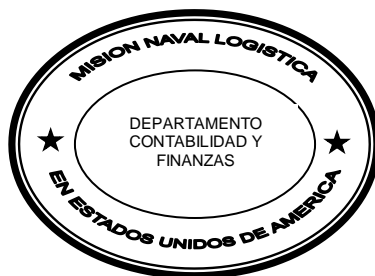 MISION NAVAL LOGISTICA
DEPARTAMENTO
CONTABILIDAD Y
FINANZAS
EN ESTADOS UNIDOS DE AMERICA